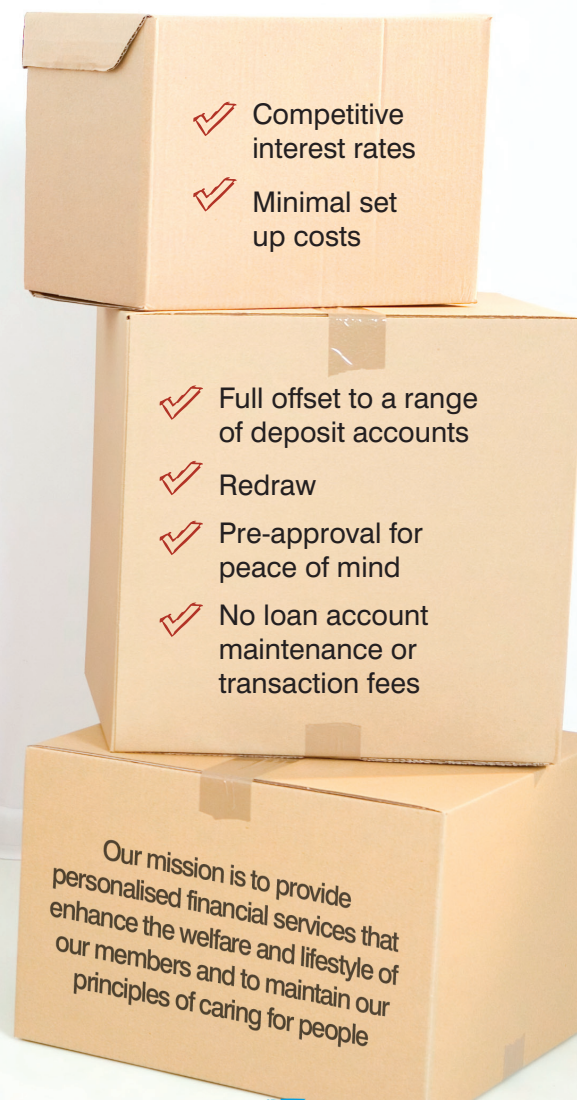 Competitive
interest rates
Minimal set
up costs
Full offset to a range
of deposit accounts
Redraw
Pre-approval for
peace of mind
No loan account
maintenance or
transaction fees
Our mission is to provide
personalised financial services that
enhance the welfare and lifestyle of
our members and to maintain our
principles of caring for people